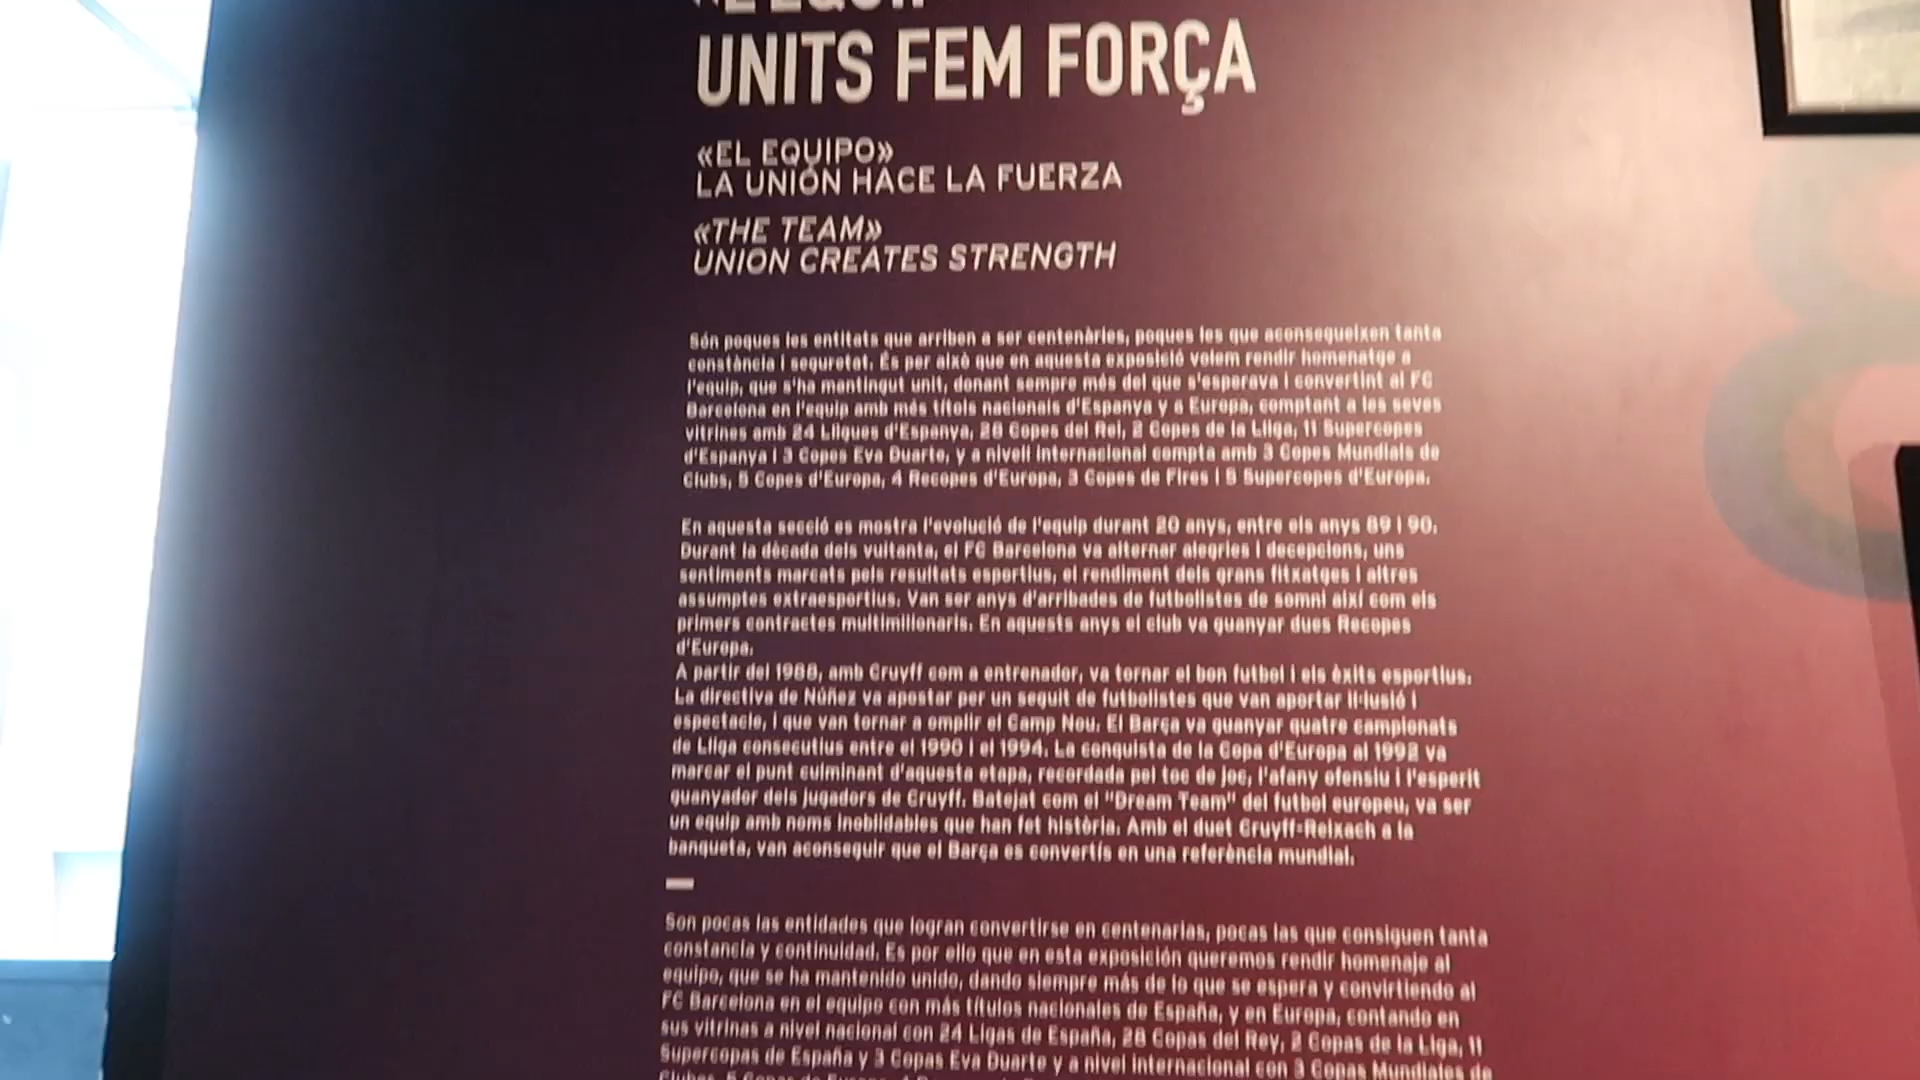 UNITS FEM FORÇA
«EL EQUIPO»
LA UNIÓN HACE LA FUERZA
«THE TEAM»
UNION CREATES STRENGTH
Són poques les entitats que arriben a ser centenàries, poques les que aconsegueixen tanta
constància i seguretat. És per això que en aquesta exposició volem rendir homenatge a
l'equip, que s'ha mantingut unit, donant sempre més del que s'esperava i convertint al FC
Barcelona en l'equip amb més títols nacionals d'Espanya y a Europa, comptant a les seves
vitrines amb 24 Lligues d'Espanya, 28 Copes del Rei, 2 Copes de la Lliga, 11 Supercopes
d'Espanya i 3 Copes Eva Duarte, y a nivell internacional compta amb 3 Copes Mundials de
Clubs, 5 Copes d'Europa, 4 Recopes d'Europa, 3 Copes de Fires i 5 Supercopes d'Europa.
En aquesta secció es mostra l'evolució de l'equip durant 20 anys, entre els anys 89 i 90.
Durant la dècada dels vuitanta, el FC Barcelona va alternar alegries i decepcions, uns
sentiments marcats pels resultats esportius, el rendiment dels grans fitxatges i altres
assumptes extraesportius. Van ser anys d'arribades de futbolistes de somni així com els
primers contractes multimilionaris. En aquests anys el club va guanyar dues Recopes
d'Europa.
A partir del 1988, amb Cruyff com a entrenador, va tornar el bon futbol i els èxits esportius.
La directiva de Núñez va apostar per un seguit de futbolistes que van aportar il·lusió i
espectacle, i que van tornar a omplir el Camp Nou. El Barça va guanyar quatre campionats
de Lliga consecutius entre el 1990 i el 1994. La conquista de la Copa d'Europa al 1992 va
marcar el punt culminant d'aquesta etapa, recordada pel toc de joc, l'afany ofensiu i l'esperit
guanyador dels jugadors de Cruyff. Batejat com el "Dream Team" del futbol europeu, va ser
un equip amb noms inoblidables que han fet història. Amb el duet Cruyff-Reixach a la
banqueta, van aconseguir que el Barça es convertís en una referència mundial.
—
Son pocas las entidades que logran convertirse en centenarias, pocas las que consiguen tanta
constancia y continuidad. Es por ello que en esta exposición queremos rendir homenaje al
equipo, que se ha mantenido unido, dando siempre más de lo que se espera y convirtiendo al
FC Barcelona en el equipo con más títulos nacionales de España, y en Europa, contando en
sus vitrinas a nivel nacional con 24 Ligas de España, 28 Copas del Rey, 2 Copas de la Liga, 11
Supercopas de España y 3 Copas Eva Duarte y a nivel internacional con 3 Copas Mundiales de